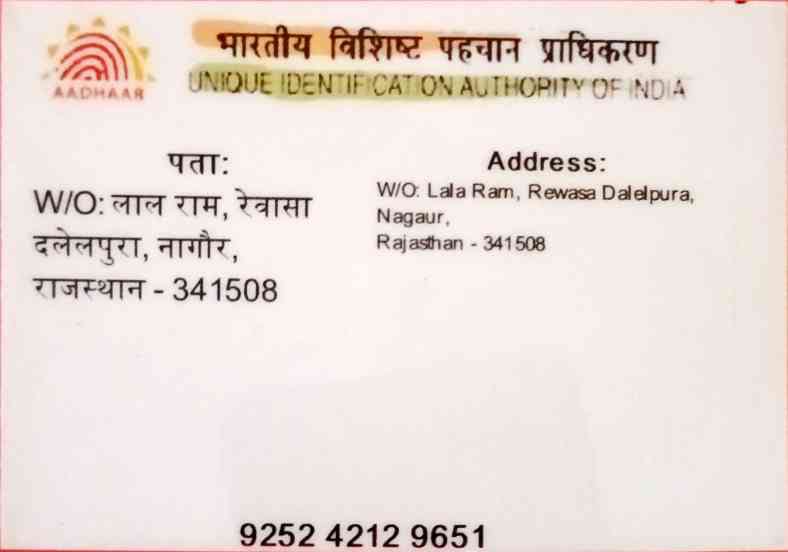 भारतीय विशिष्ट पहचान प्राधिकरण
UNIQUE IDENTIFICATION AUTHORITY OF INDIA
AADHAAR
पता:
W/O: लाल राम, रेवासा
दलेलपुरा, नागौर,
राजस्थान - 341508
Address:
W/O: Lala Ram, Rewasa Dalelpura,
Nagaur,
Rajasthan - 341508
9252 4212 9651